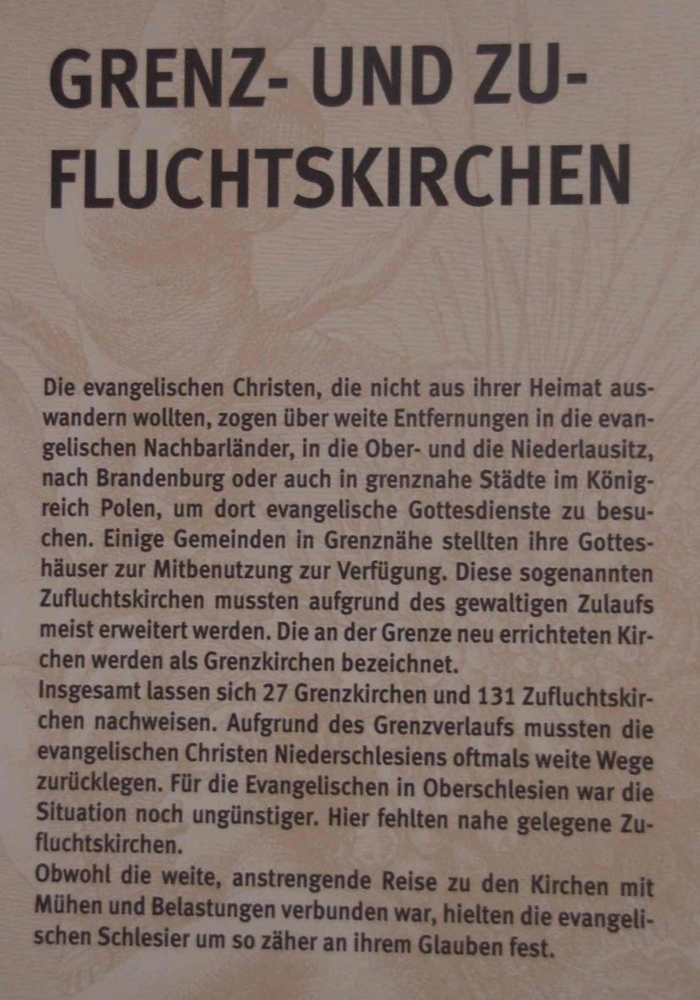 GRENZ- UND ZU-
FLUCHTSKIRCHEN
Die evangelischen Christen, die nicht aus ihrer Heimat aus-
wandern wollten, zogen über weite Entfernungen in die evan-
gelischen Nachbarländer, in die Ober- und die Niederlausitz,
nach Brandenburg oder auch in grenznahe Städte im König-
reich Polen, um dort evangelische Gottesdienste zu besu-
chen. Einige Gemeinden in Grenznähe stellten ihre Gottes-
häuser zur Mitbenutzung zur Verfügung. Diese sogenannten
Zufluchtskirchen mussten aufgrund des gewaltigen Zulaufs
meist erweitert werden. Die an der Grenze neu errichteten Kir-
chen werden als Grenzkirchen bezeichnet.
Insgesamt lassen sich 27 Grenzkirchen und 131 Zufluchtskir-
chen nachweisen. Aufgrund des Grenzverlaufs mussten die
evangelischen Christen Niederschlesiens oftmals weite Wege
zurücklegen. Für die Evangelischen in Oberschlesien war die
Situation noch ungünstiger. Hier fehlten nahe gelegene Zu-
fluchtskirchen.
Obwohl die weite, anstrengende Reise zu den Kirchen mit
Mühen und Belastungen verbunden war, hielten die evangeli-
schen Schlesier um so zäher an ihrem Glauben fest.